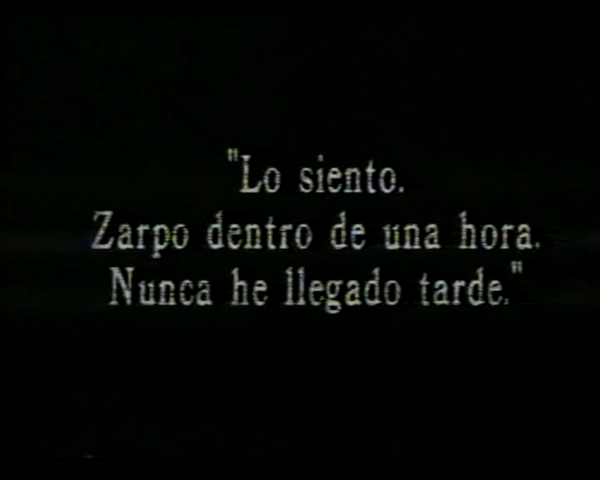 "Lo siento.
Zarpo dentro de una hora.
Nunca he llegado tarde."